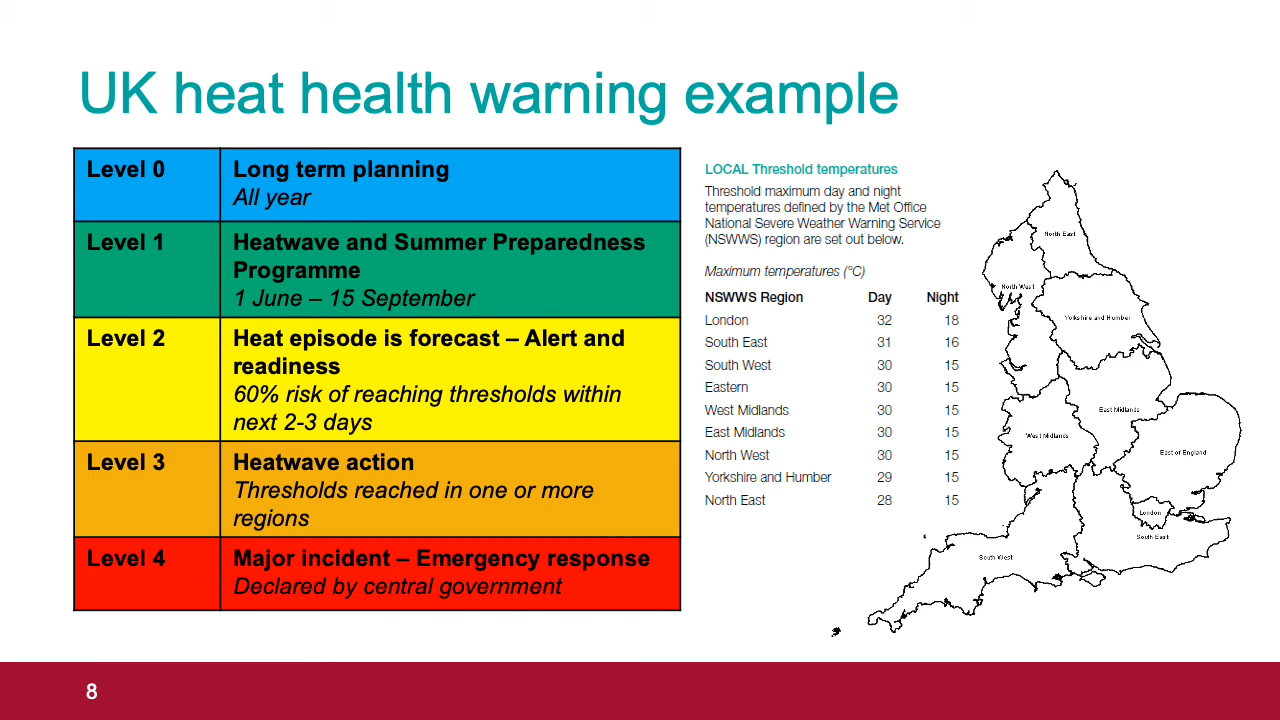 UK heat health warning example
Level 0
Long term planning
All year
Level 1
Heatwave and Summer Preparedness
Programme
1 June – 15 September
Level 2
Heat episode is forecast – Alert and
readiness
60% risk of reaching thresholds within
next 2-3 days
Level 3
Heatwave action
Thresholds reached in one or more
regions
Level 4
Major incident – Emergency response
Declared by central government
LOCAL Threshold temperatures
Threshold maximum day and night
temperatures defined by the Met Office
National Severe Weather Warning Service
(NSWWS) region are set out below.
Maximum temperatures (°C)
NSWWS Region Day Night
London 32 18
South East 31 16
South West 30 15
Eastern 30 15
West Midlands 30 15
East Midlands 30 15
North West 30 15
Yorkshire and Humber 29 15
North East 28 15
North East
North West
Yorkshire and Humber
East Midlands
West Midlands
East of England
London
South East
South West
8